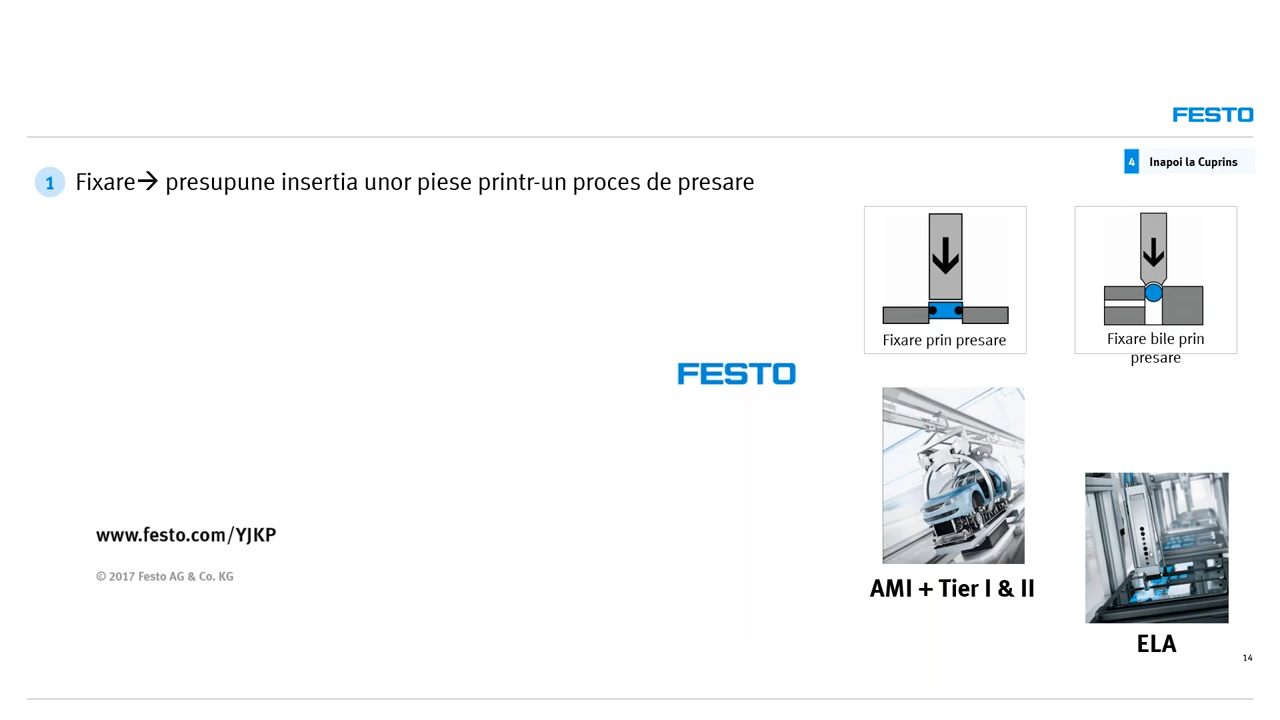 FESTO
4 Inapoi la Cuprins
1 Fixare→ presupune insertia unor piese printr-un proces de presare
Fixare prin presare
Fixare bile prin
presare
FESTO
www.festo.com/YJKP
© 2017 Festo AG & Co. KG
AMI + Tier I & II
ELA
14